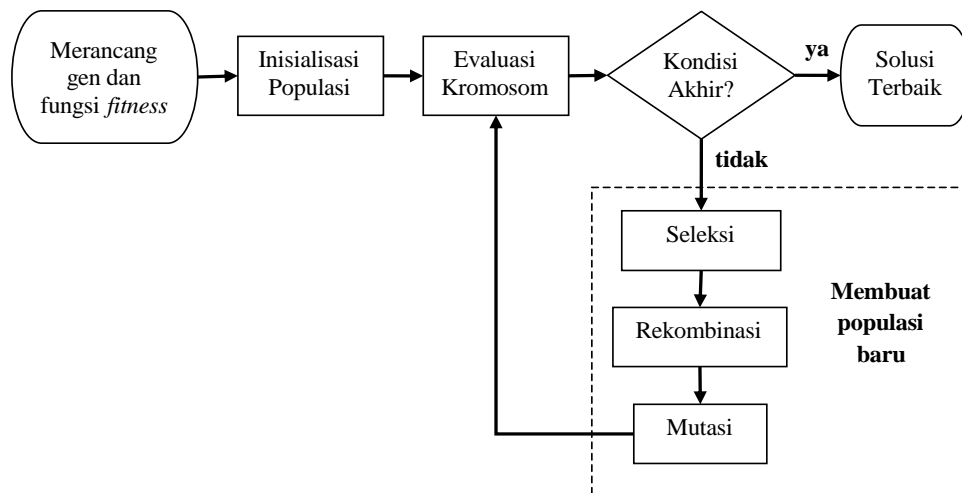 Merancang
gen dan
fungsi fitness
Inisialisasi
Populasi
Evaluasi
Kromosom
Kondisi
Akhir?
ya
Solusi
Terbaik
tidak
Seleksi
Rekombinasi
Mutasi
Membuat
populasi
baru